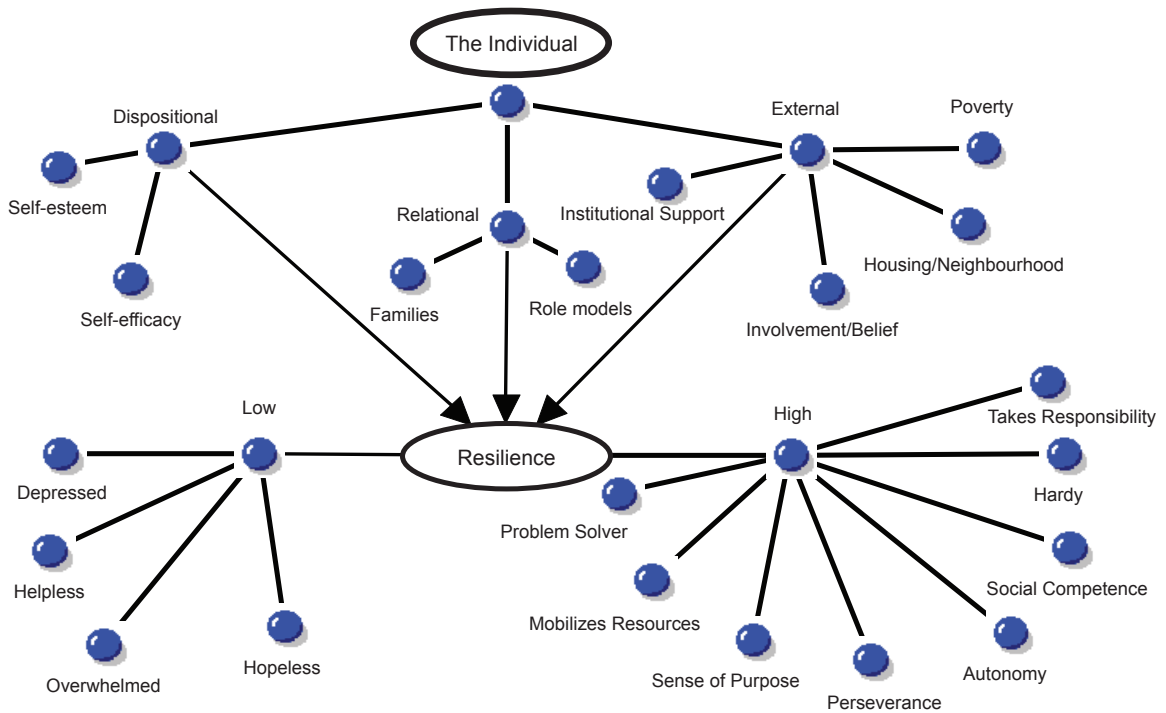 The Individual
Dispositional
External
Poverty
Self-esteem
Relational
Institutional Support
Housing/Neighbourhood
Self-efficacy
Families
Role models
Involvement/Belief
Low
High
Takes Responsibility
Resilience
Depressed
Problem Solver
Hardy
Helpless
Mobilizes Resources
Social Competence
Overwhelmed
Hopeless
Sense of Purpose
Perseverance
Autonomy